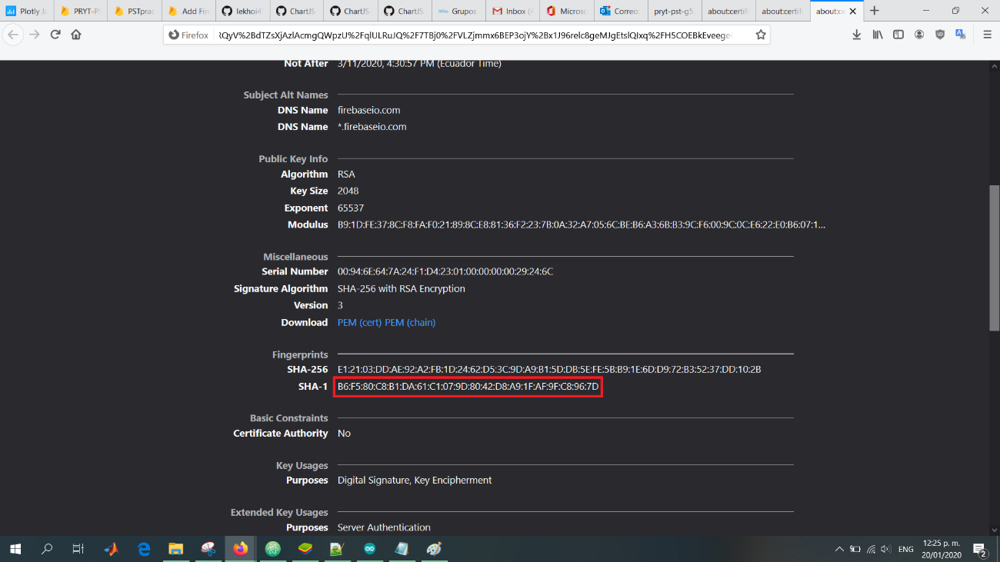 Plotly Ja
PRYT-PS
PSTprac
Add Fire
lekhoi49
ChartJS
ChartJS
ChartJS
Grupos
Inbox (4
Microso
Correo:
pryt-pst-g5.
about:certifi
about:certifi
about:ce
Firefox
about:ce
Not After 3/11/2020, 4:30:57 PM (Ecuador Time)
Subject Alt Names
DNS Name firebaseio.com
DNS Name *.firebaseio.com
Public Key Info
Algorithm RSA
Key Size 2048
Exponent 65537
Modulus B9:1D:FE:37:8C:F8:FA:F0:21:89:8C:E8:81:36:F2:23:7B:0A:32:A7:05:6C:BE:B6:A3:6B:B3:9C:F6:00:9C:0C:E6:22:E0:B6:07:1...
Miscellaneous
Serial Number 00:94:6E:64:7A:24:F1:D4:23:01:00:00:00:00:29:24:6C
Signature Algorithm SHA-256 with RSA Encryption
Version 3
Download PEM (cert) PEM (chain)
Fingerprints
SHA-256 E1:21:03:DD:AE:92:A2:FB:1D:24:62:D5:3C:9D:A9:B1:5D:DB:5E:FE:5B:B9:1E:6D:D9:72:B3:52:37:DD:10:2B
SHA-1 B6:F5:80:C8:B1:DA:61:C1:07:9D:80:42:D8:A9:1F:AF:9F:C8:96:7D
Basic Constraints
Certificate Authority No
Key Usages
Purposes Digital Signature, Key Encipherment
Extended Key Usages
Purposes Server Authentication
ENG
12:25 p. m.
20/01/2020
2